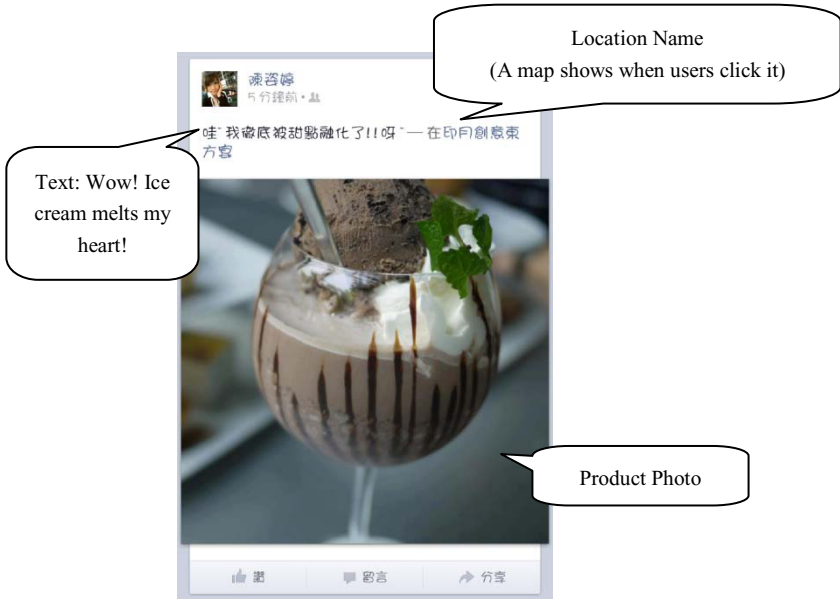 Location Name
(A map shows when users click it)
陳咨婷
5 分鐘前
哇~ 我徹底被甜點融化了!! 呀~ — 在印月創意東
方宴
Text: Wow! Ice
cream melts my
heart!
Product Photo
讚
留言
分享